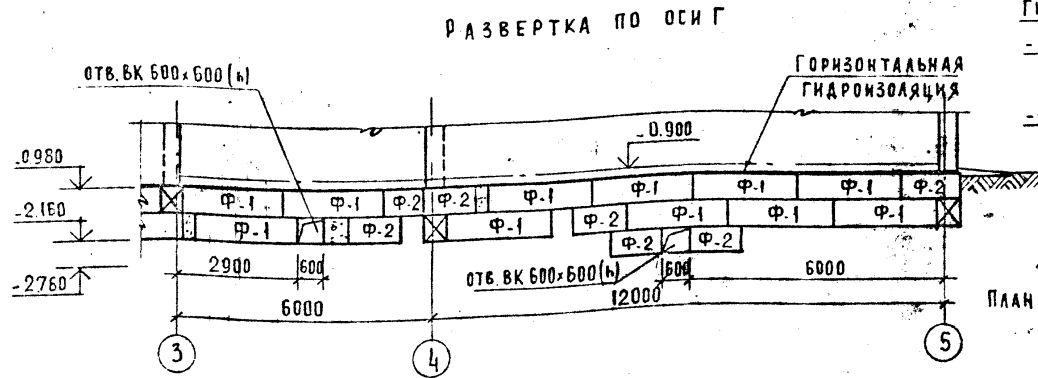 РАЗВЕРТКА ПО ОСИ Г
ОТВ. ВК 600×600(h)
ГОРИЗОНТАЛЬНАЯ
ГИДРОИЗОЛЯЦИЯ
-0.900
-0.980
-2.160
-2.760
Ф-1 Ф-1 Ф-2 Ф-2 Ф-1 Ф-1 Ф-1 Ф-1 Ф-2
Ф-1 Ф-2 Ф-1 Ф-2 Ф-1 Ф-1 Ф-1
Ф-2 Ф-2
2900 600 ОТВ. ВК 600×600(h) 600 6000
6000 12000
ПЛАН
3 4 5